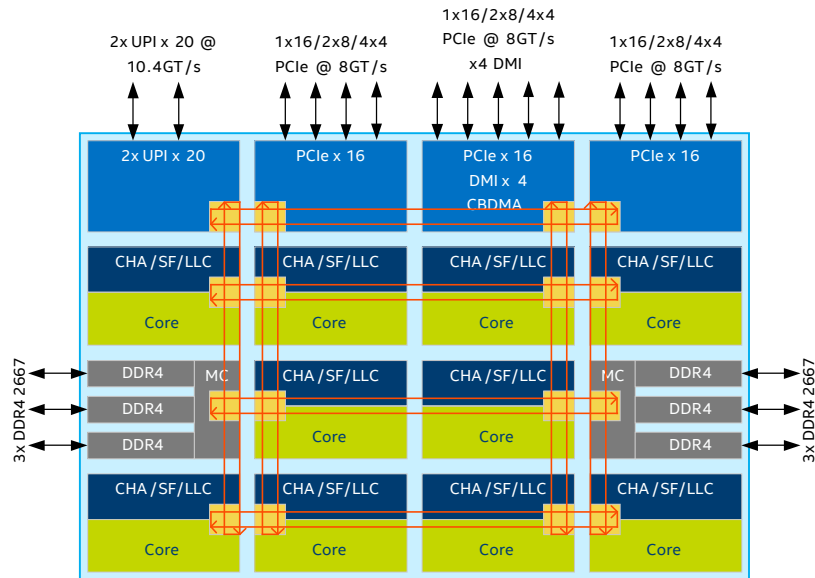 2x UPI x 20 @
10.4GT/s
1x16/2x8/4x4
PCIe @ 8GT/s
1x16/2x8/4x4
PCIe @ 8GT/s
x4 DMI
1x16/2x8/4x4
PCIe @ 8GT/s
2x UPI x 20
PCIe x 16
PCIe x 16
DMI x 4
CBDMA
PCIe x 16
CHA/SF/LLC
CHA/SF/LLC
CHA/SF/LLC
CHA/SF/LLC
Core
Core
Core
Core
3x DDR4 2667
DDR4
DDR4
DDR4
MC
CHA/SF/LLC
CHA/SF/LLC
Core
Core
MC
DDR4
DDR4
DDR4
3x DDR4 2667
CHA/SF/LLC
CHA/SF/LLC
CHA/SF/LLC
CHA/SF/LLC
Core
Core
Core
Core